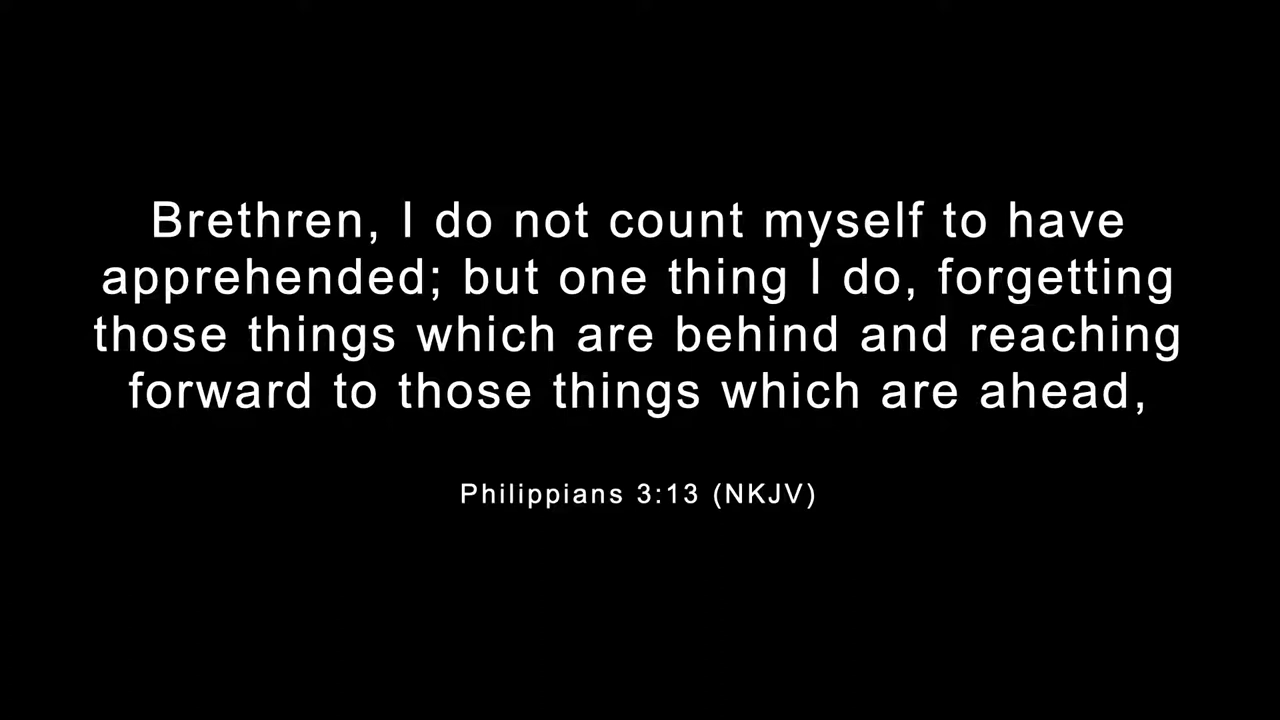 Brethren, I do not count myself to have
apprehended; but one thing I do, forgetting
those things which are behind and reaching
forward to those things which are ahead,
Philippians 3:13 (NKJV)